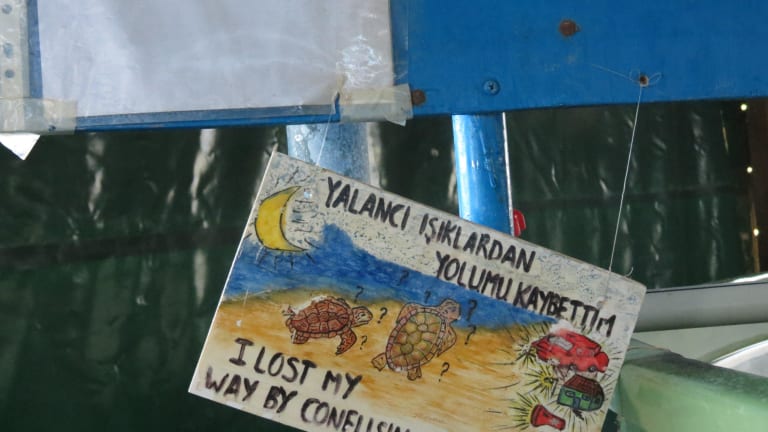 YALANCI IŞIKLARDAN
YOLUMU KAYBETTİM
? ? ? ? ? ? ? ? ?
I LOST MY
WAY BY